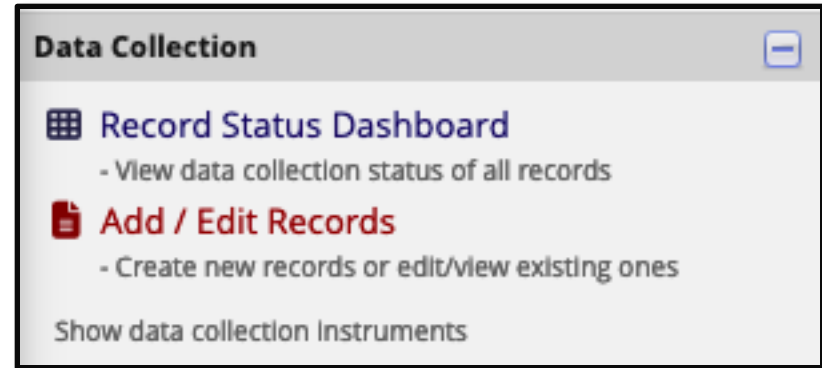 Data Collection
Record Status Dashboard
- View data collection status of all records
Add / Edit Records
- Create new records or edit/view existing ones
Show data collection instruments